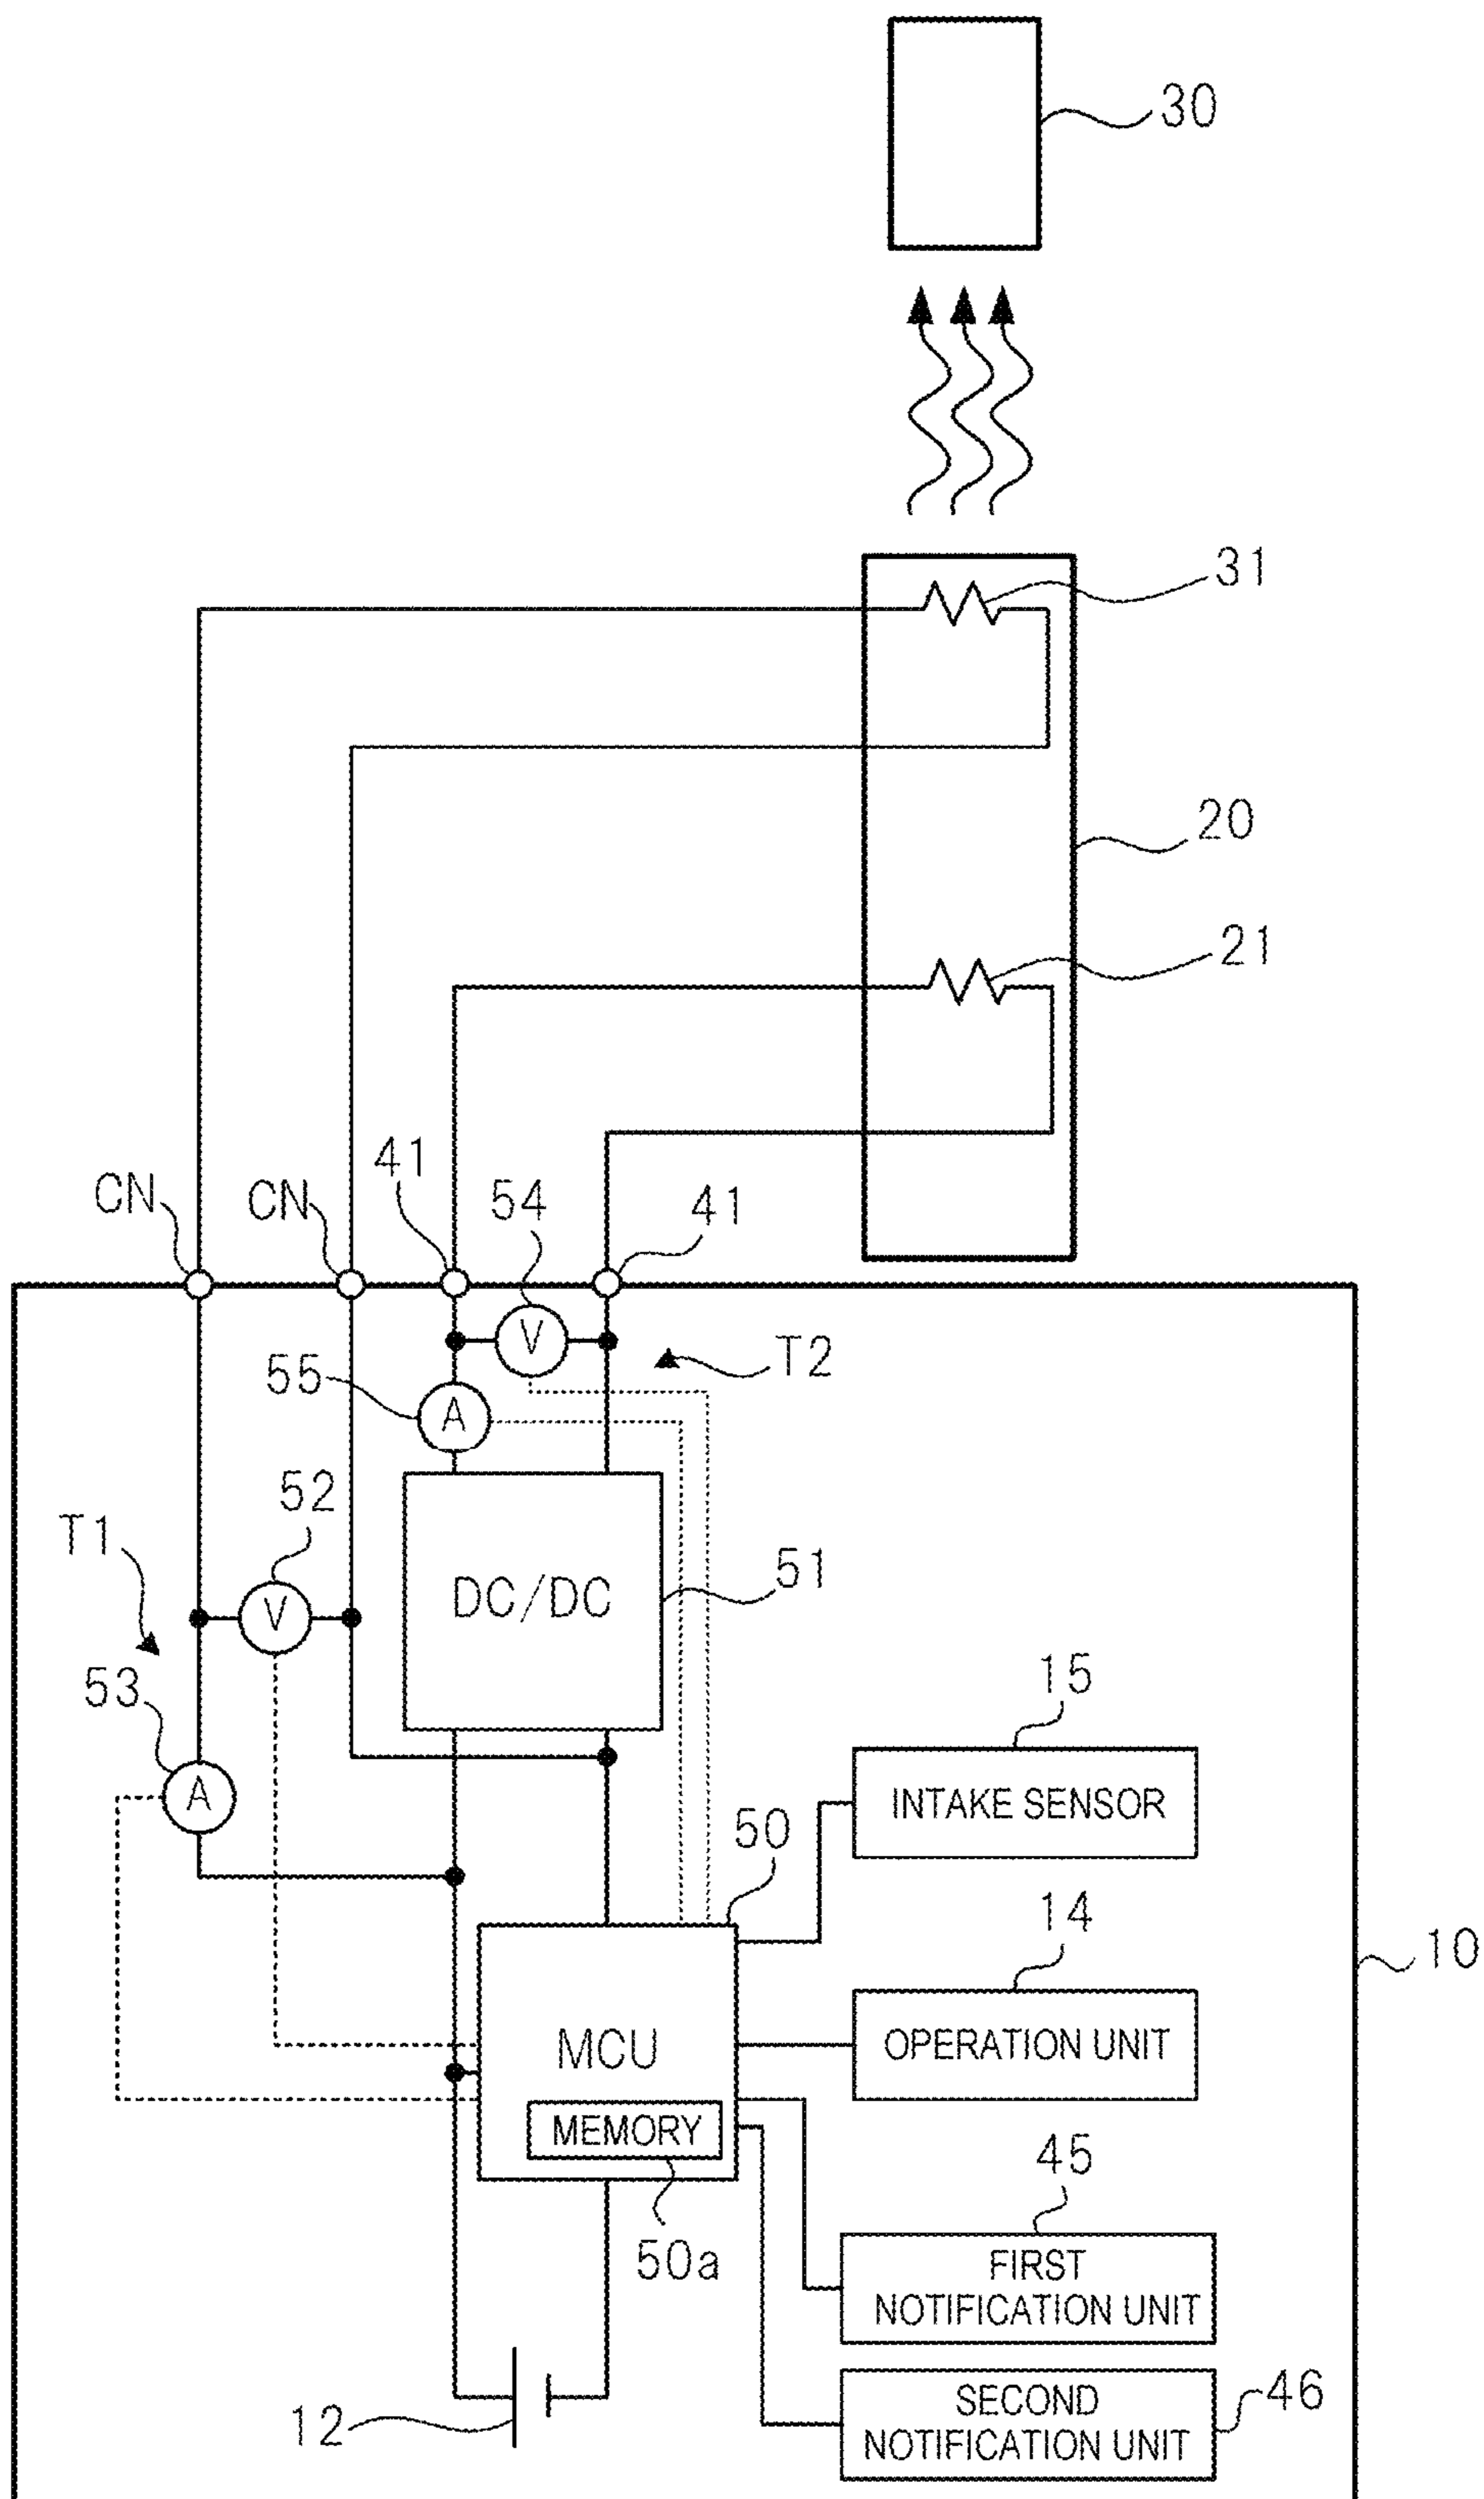 30
31
20
21
41
CN
CN
54
41
V
T2
55
A
52
T1
DC/DC
51
V
53
15
A
INTAKE SENSOR
50
14
10
MCU
OPERATION UNIT
MEMORY
45
50a
FIRST
NOTIFICATION UNIT
12
SECOND
NOTIFICATION UNIT
46